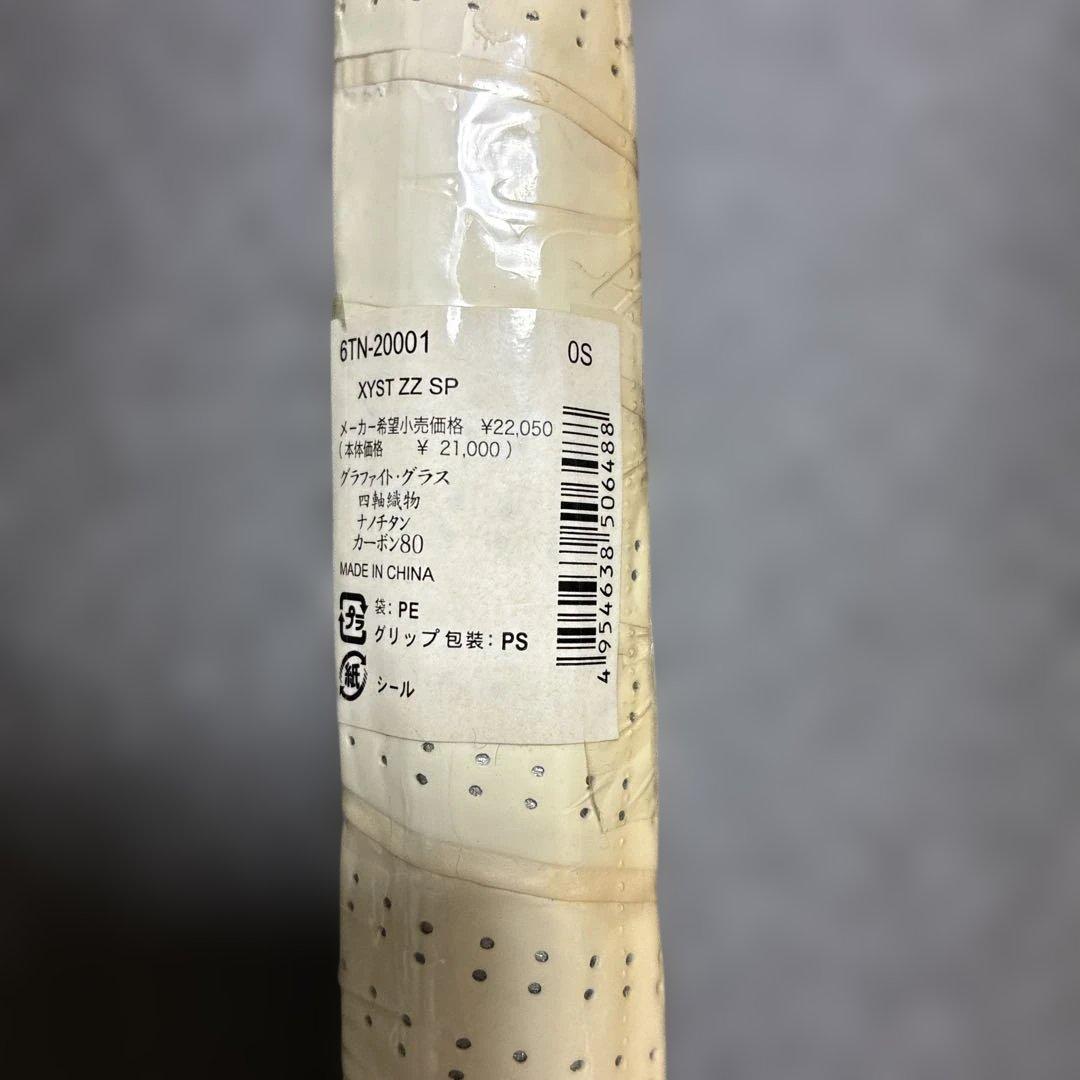 6TN-20001 0S
XYST ZZ SP
メーカー希望小売価格 ¥22,050
(本体価格 ¥ 21,000)
グラファイト・グラス
四軸織物
ナノチタン
カーボン80
MADE IN CHINA
プラ 袋: PE
グリップ包装: PS
紙 シール
4954638506488